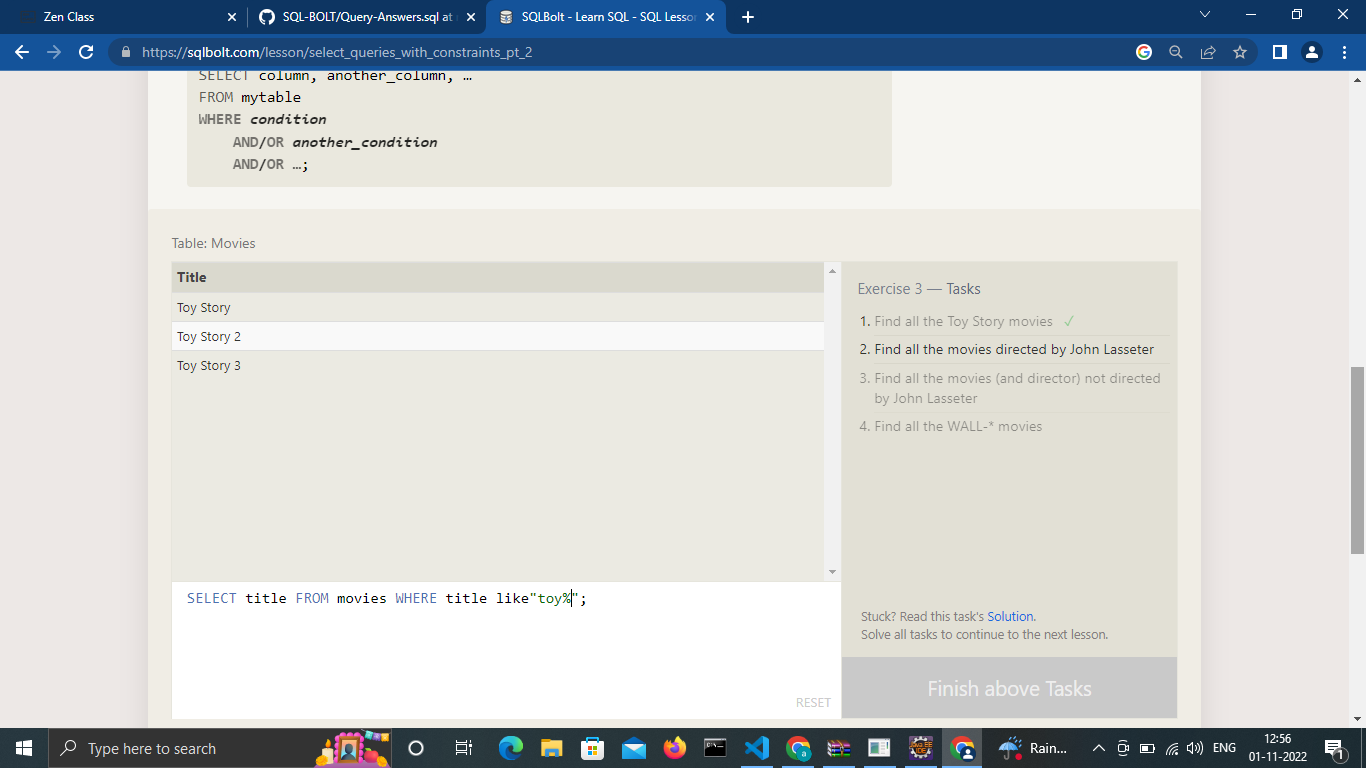 Zen Class
SQL-BOLT/Query-Answers.sql at
SQLBolt - Learn SQL - SQL Lesson
https://sqlbolt.com/lesson/select_queries_with_constraints_pt_2
SELECT column, another_column, …
FROM mytable
WHERE condition
AND/OR another_condition
AND/OR …;
Table: Movies
Title
Toy Story
Toy Story 2
Toy Story 3
Exercise 3 — Tasks
1. Find all the Toy Story movies ✓
2. Find all the movies directed by John Lasseter
3. Find all the movies (and director) not directed
by John Lasseter
4. Find all the WALL-* movies
SELECT title FROM movies WHERE title like"toy%";
RESET
Stuck? Read this task's Solution.
Solve all tasks to continue to the next lesson.
Finish above Tasks
Type here to search
Rain...
ENG
12:56
01-11-2022
1